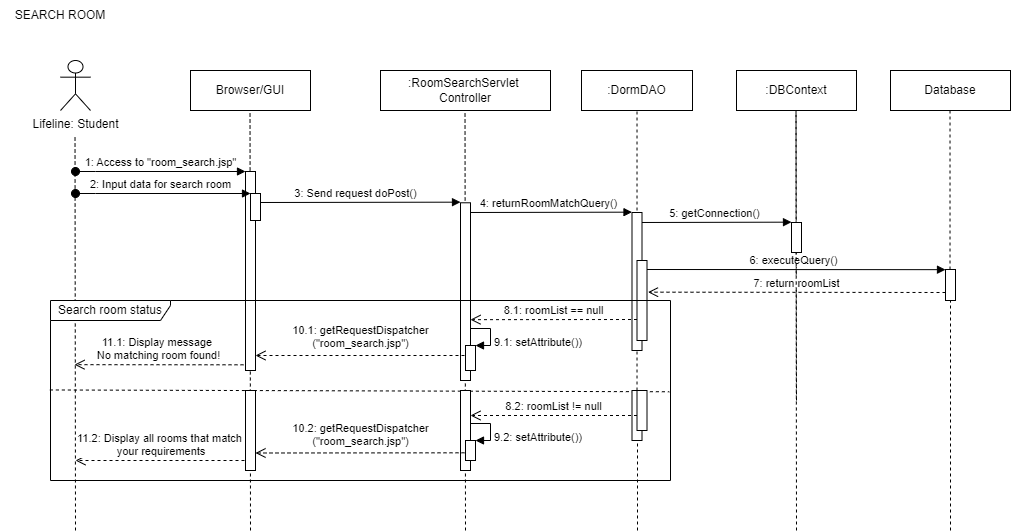 SEARCH ROOM
Lifeline: Student
Browser/GUI
:RoomSearchServlet
Controller
:DormDAO
:DBContext
Database
1: Access to "room_search.jsp"
2: Input data for search room
3: Send request doPost()
4: returnRoomMatchQuery()
5: getConnection()
6: executeQuery()
7: return roomList
Search room status
8.1: roomList == null
9.1: setAttribute())
10.1: getRequestDispatcher
("room_search.jsp")
11.1: Display message
No matching room found!
8.2: roomList != null
9.2: setAttribute())
10.2: getRequestDispatcher
("room_search.jsp")
11.2: Display all rooms that match
your requirements